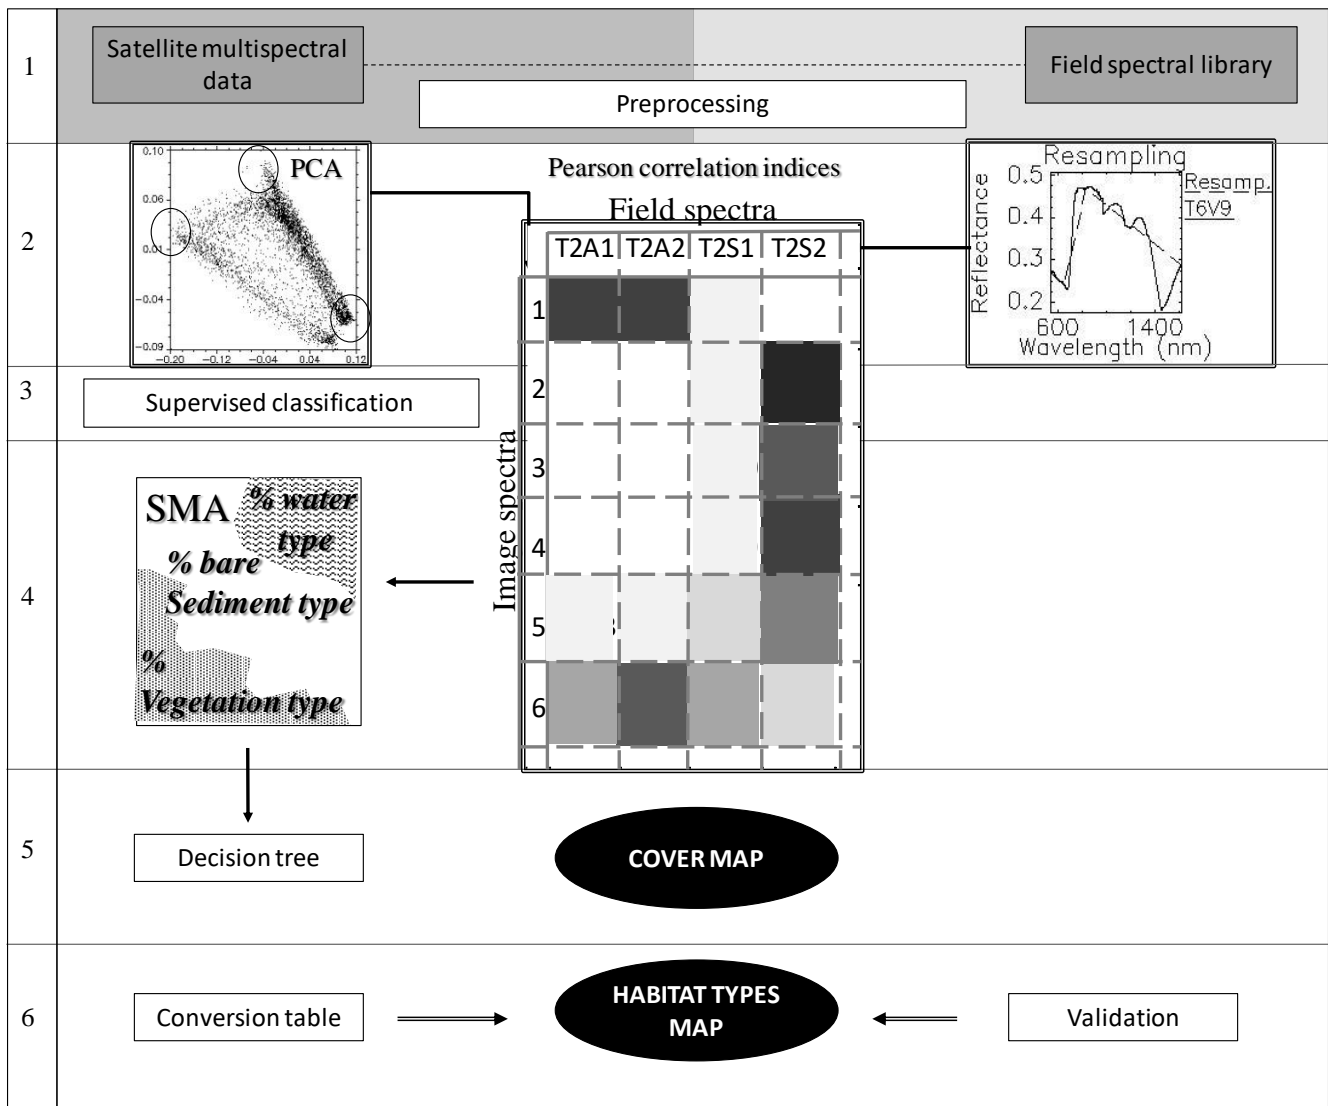 1
Satellite multispectral
data
Field spectral library
Preprocessing
2
PCA
0.10
0.06
0.01
-0.04
-0.09
-0.20
-0.12
-0.04
0.04
0.12
Pearson correlation indices
Field spectra
T2A1 T2A2 T2S1 T2S2
Image spectra
1
2
3
4
5
6
Resampling
Resamp.
T6V9
Reflectance
0.5
0.4
0.3
0.2
600 1400
Wavelength (nm)
3
Supervised classification
4
SMA
% water
type
% bare
Sediment type
%
Vegetation type
5
Decision tree
COVER MAP
6
Conversion table
HABITAT TYPES
MAP
Validation